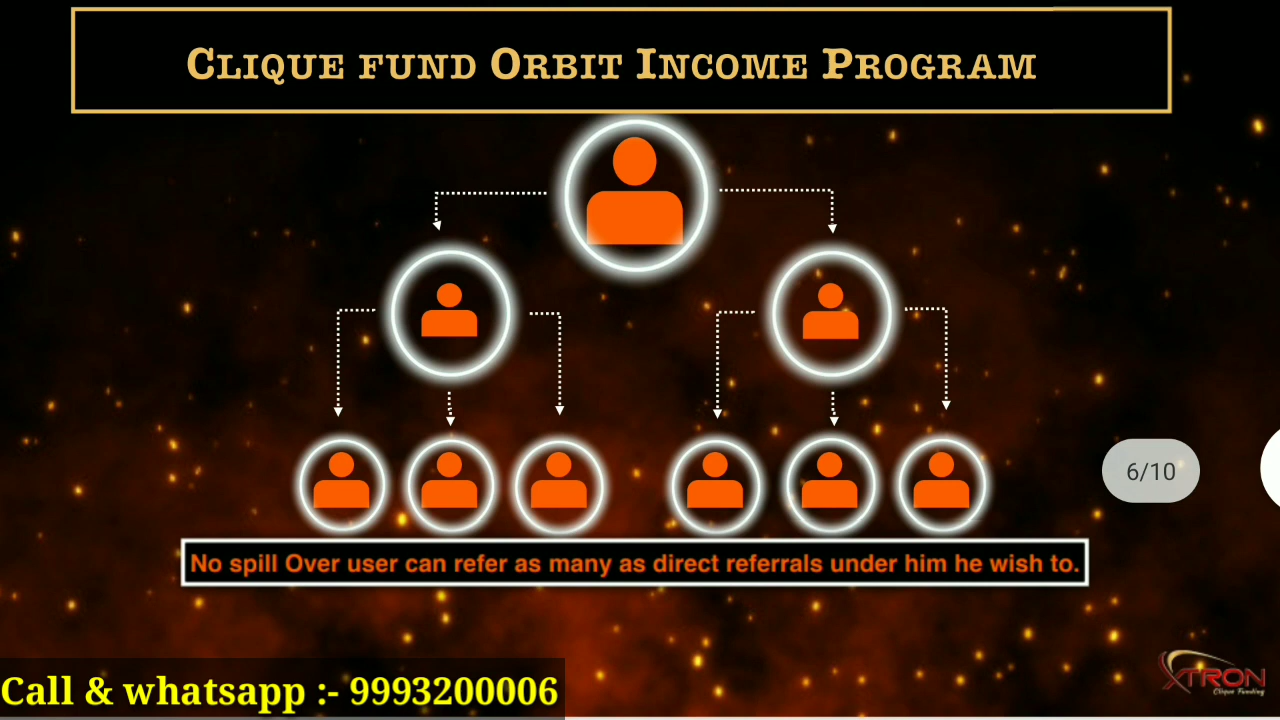 Clique fund Orbit Income Program
6/10
No spill Over user can refer as many as direct referrals under him he wish to.
XTRON
Clique Funding
Call & whatsapp :- 9993200006